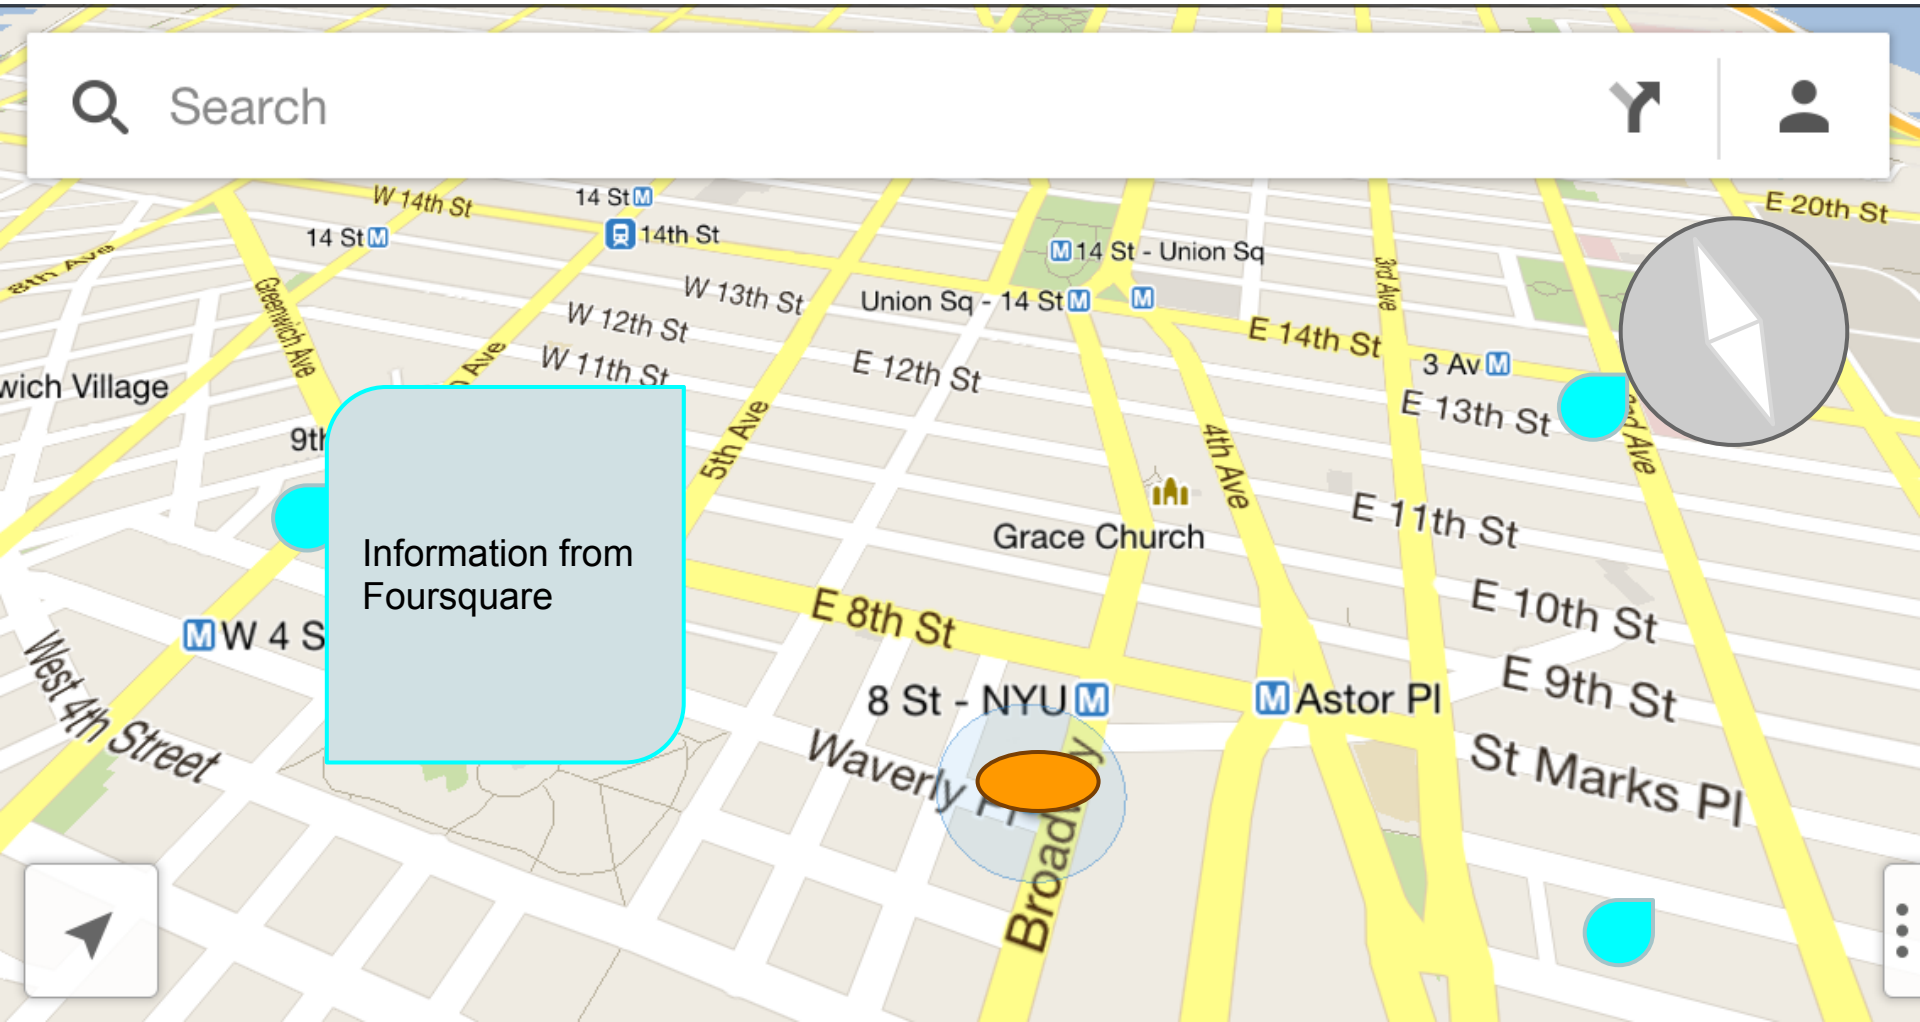 Search
W 14th St
14 St M
14 St M
14th St
E 20th St
8th Ave
Greenwich Ave
W 13th St
M 14 St - Union Sq
3rd Ave
W 12th St
Union Sq - 14 St M
M
E 14th St
W 11th St
E 12th St
3 Av M
wich Village
Ave
E 13th St
5th Ave
4th Ave
2nd Ave
9th
Grace Church
E 11th St
Information from
Foursquare
E 8th St
E 10th St
M W 4 S
West 4th Street
8 St - NYU M
M Astor Pl
E 9th St
Waverly
Broadway
St Marks Pl